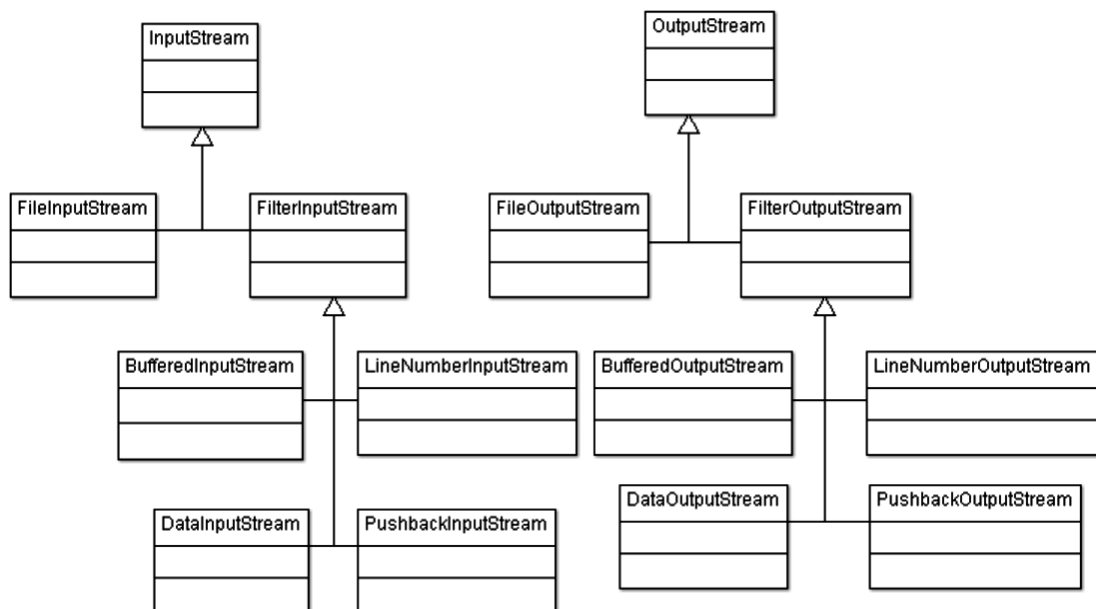 InputStream
OutputStream
FileInputStream
FilterInputStream
FileOutputStream
FilterOutputStream
BufferedInputStream
LineNumberInputStream
BufferedOutputStream
LineNumberOutputStream
DataInputStream
PushbackInputStream
DataOutputStream
PushbackOutputStream